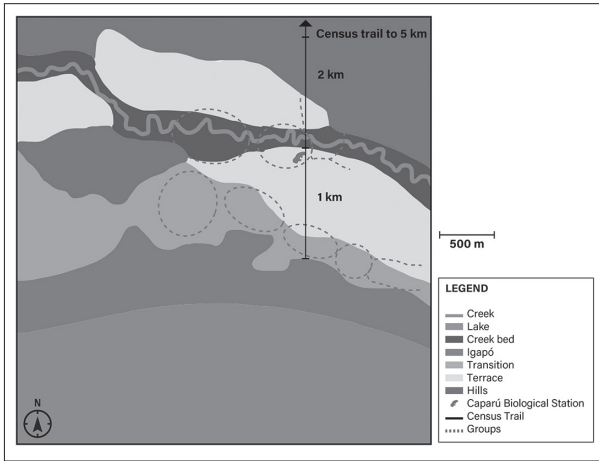 Census trail to 5 km
2 km
1 km
500 m
N
LEGEND
Creek
Lake
Creek bed
Igapó
Transition
Terrace
Hills
Caparú Biological Station
Census Trail
Groups